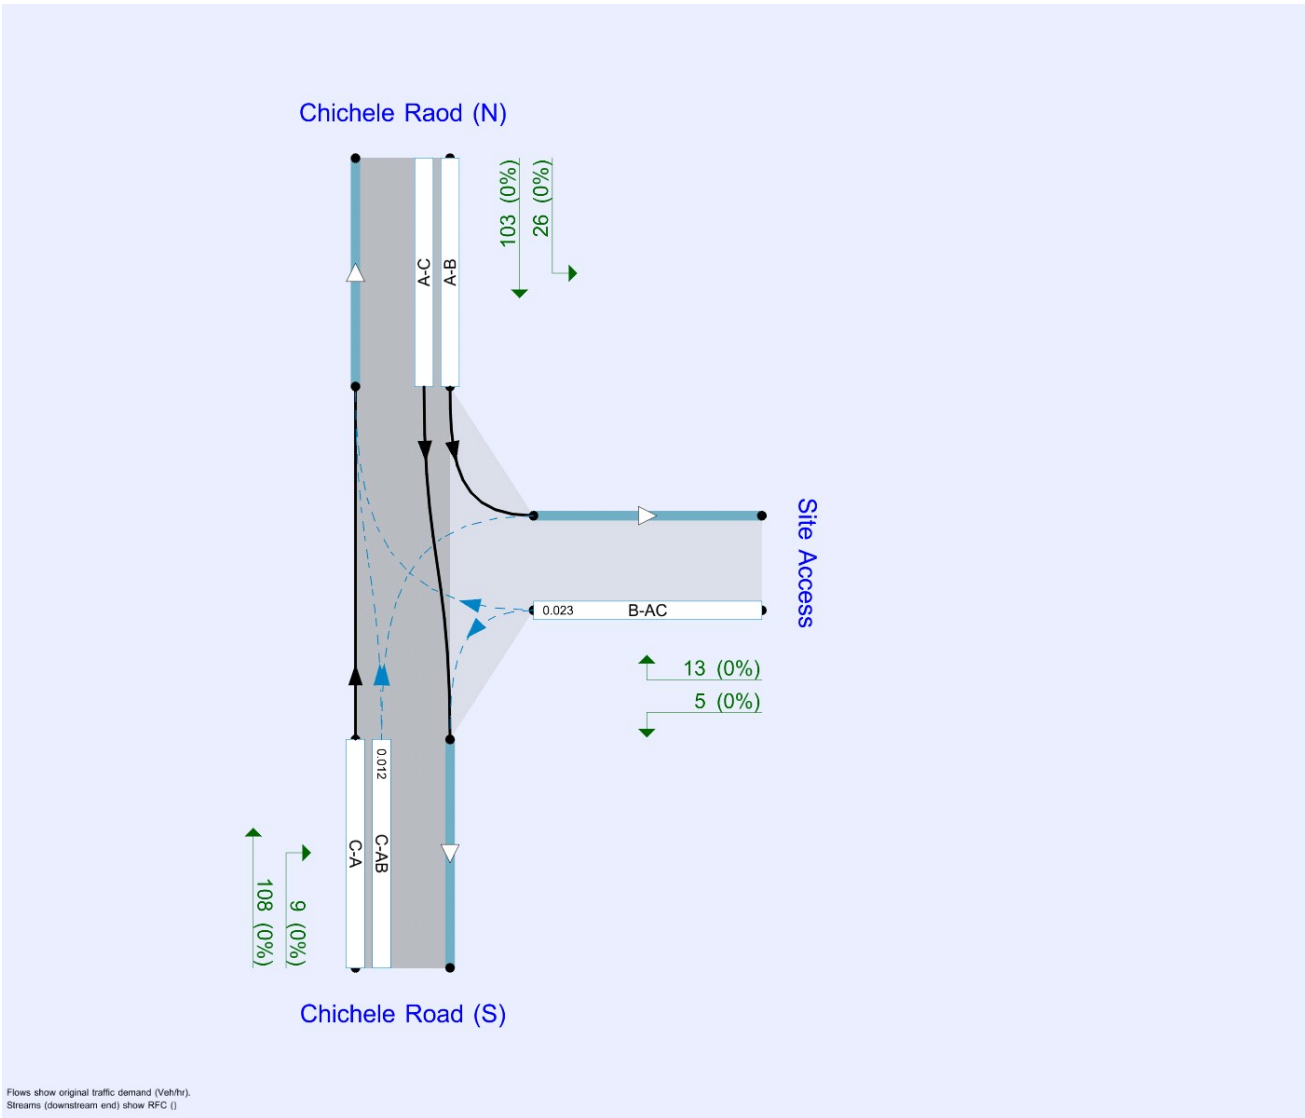 Chichele Raod (N)
103 (0%)
26 (0%)
A-C
A-B
Site Access
0.023
B-AC
13 (0%)
5 (0%)
0.012
C-A
C-AB
108 (0%)
9 (0%)
Chichele Road (S)
Flows show original traffic demand (Veh/hr).
Streams (downstream end) show RFC ()